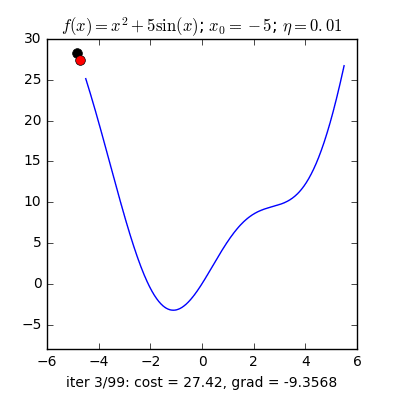 f(x) = x² + 5sin(x); x₀ = −5; η = 0.01
30
25
20
15
10
5
0
−5
−6 −4 −2 0 2 4 6
iter 3/99: cost = 27.42, grad = -9.3568